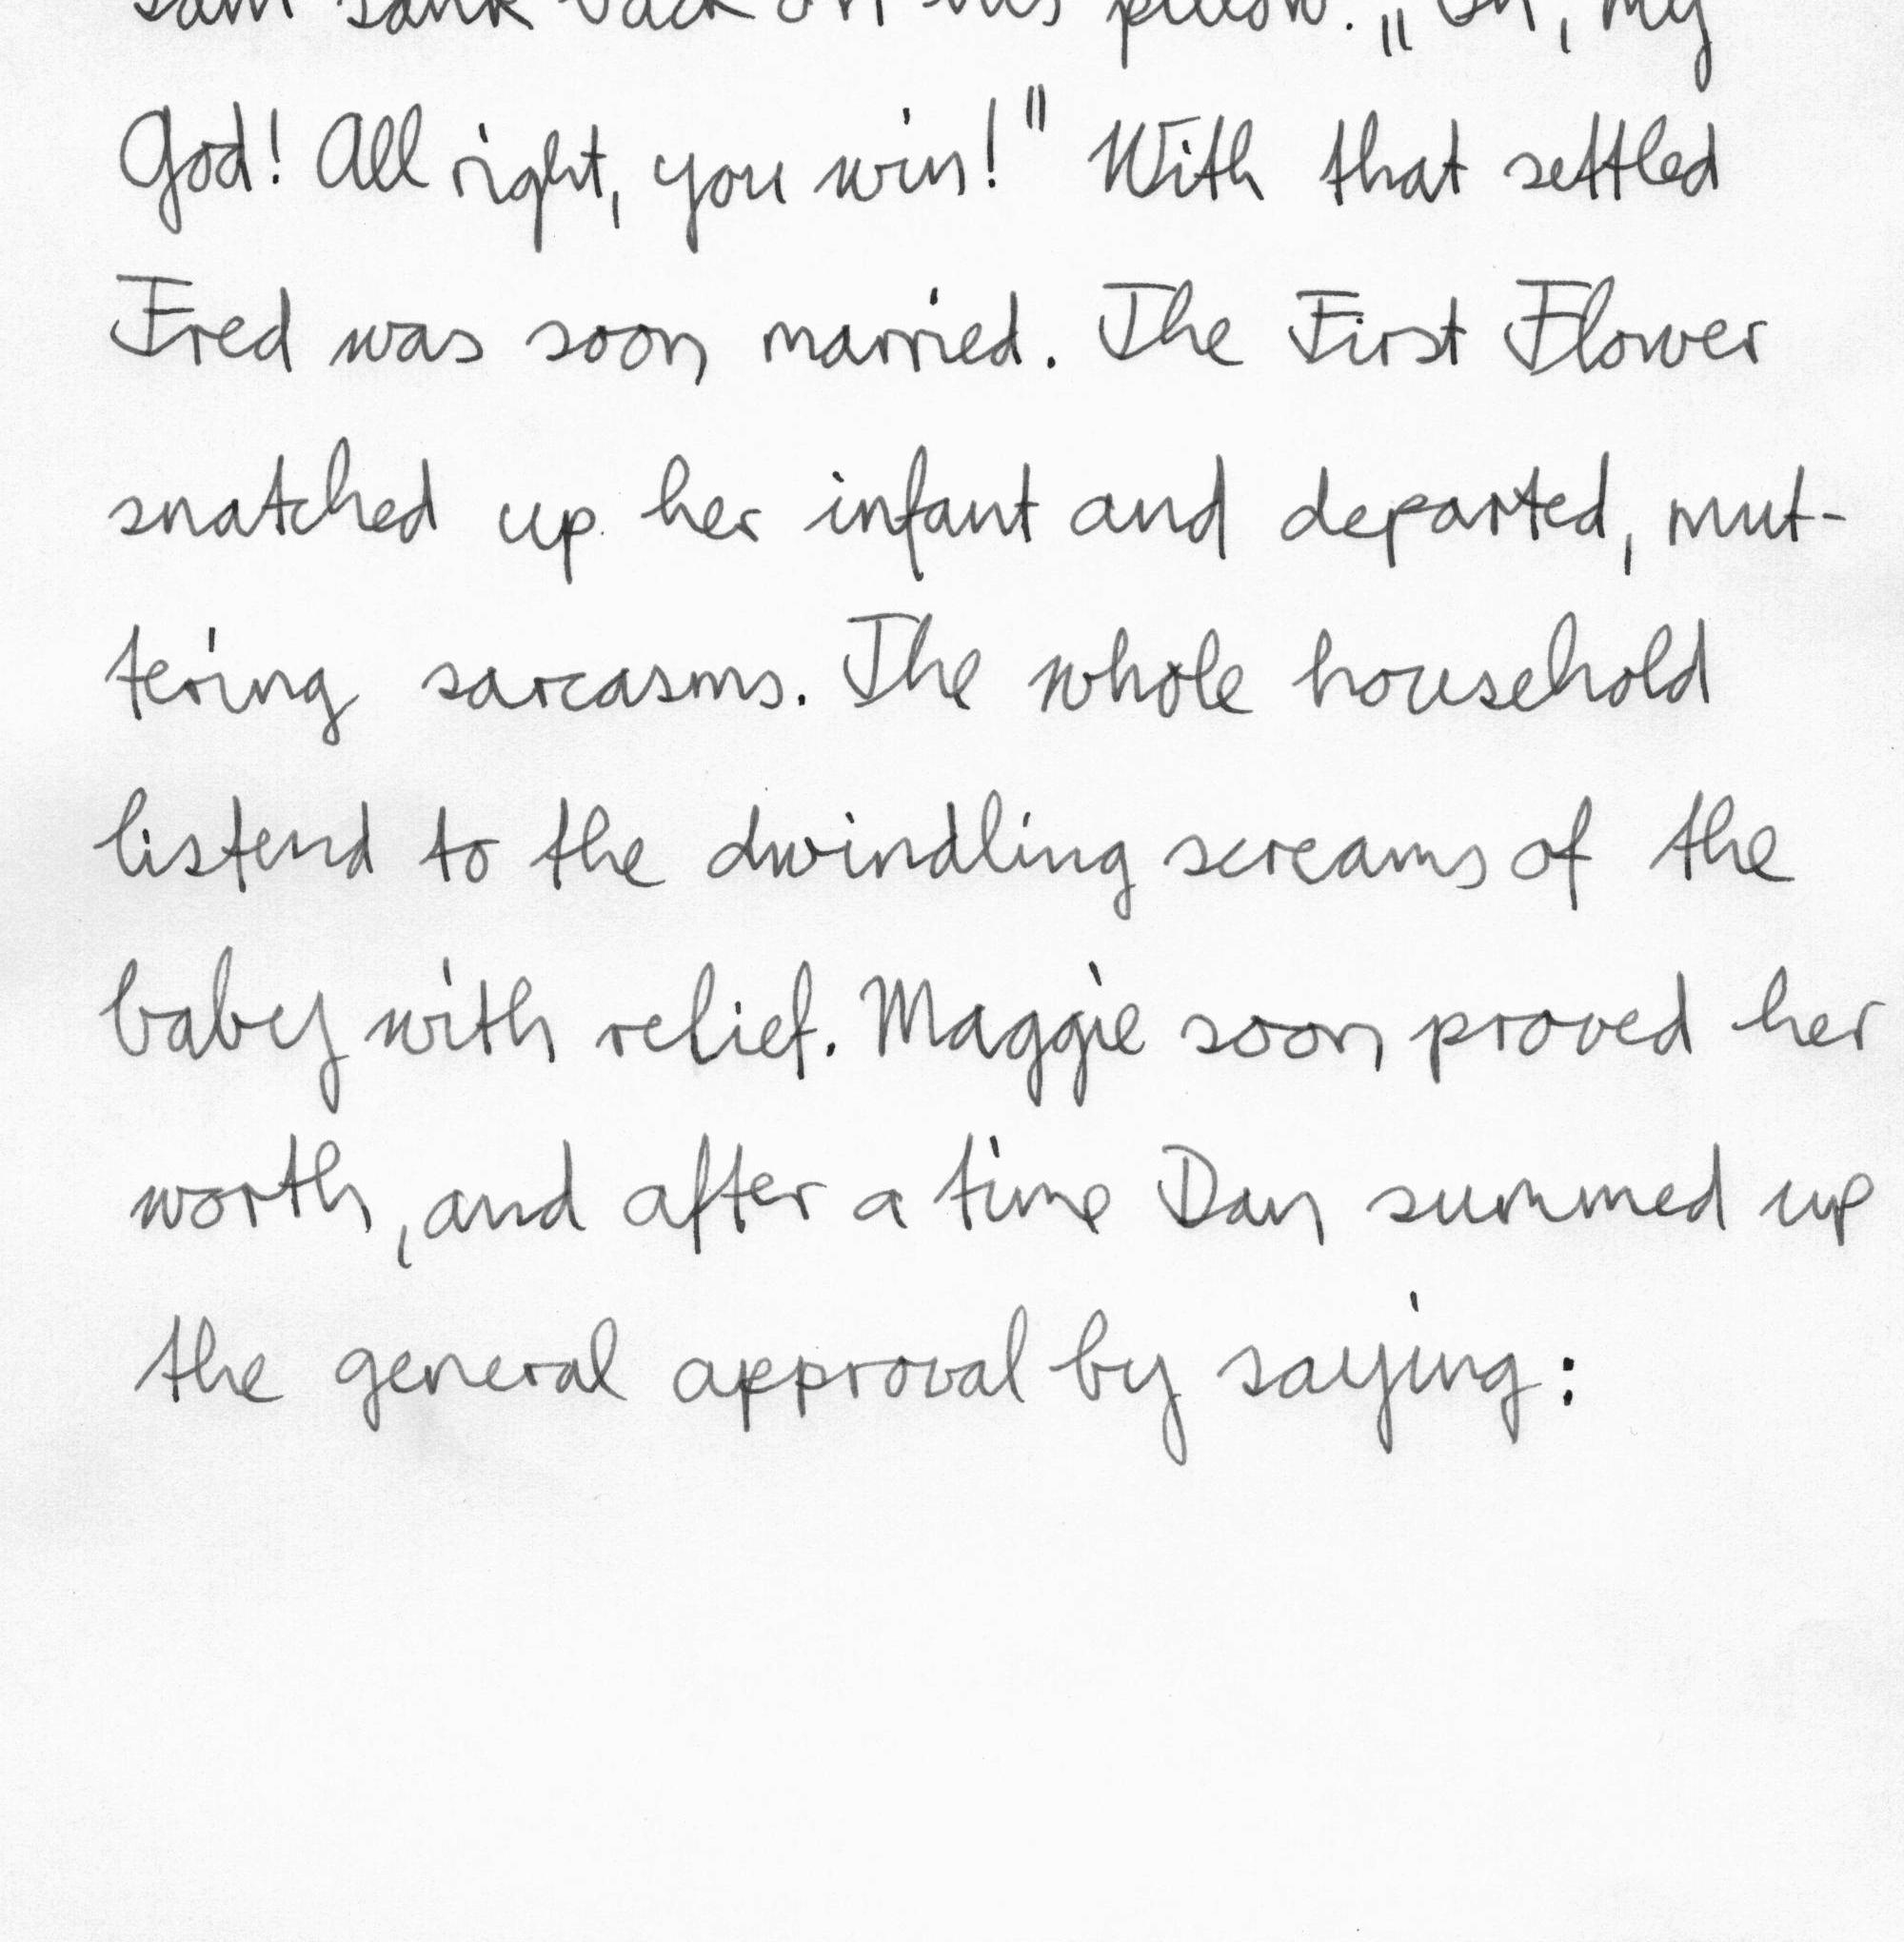 Sam sank back on his pillow. „Oh, my
God! All right, you win!" With that settled
Fred was soon married. The First Flower
snatched up her infant and departed, mut-
tering sarcasms. The whole household
listend to the dwindling screams of the
baby with relief. Maggie soon proved her
worth, and after a time Dan summed up
the general approval by saying: